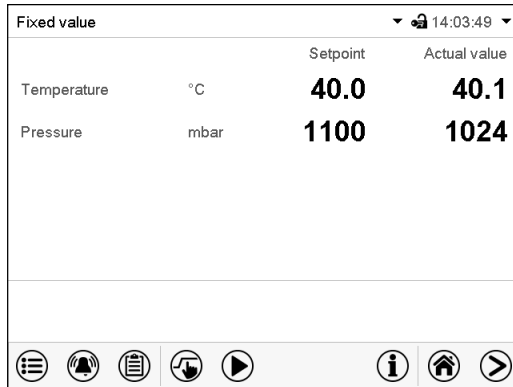 Fixed value 14:03:49
Setpoint Actual value
Temperature °C 40.0 40.1
Pressure mbar 1100 1024